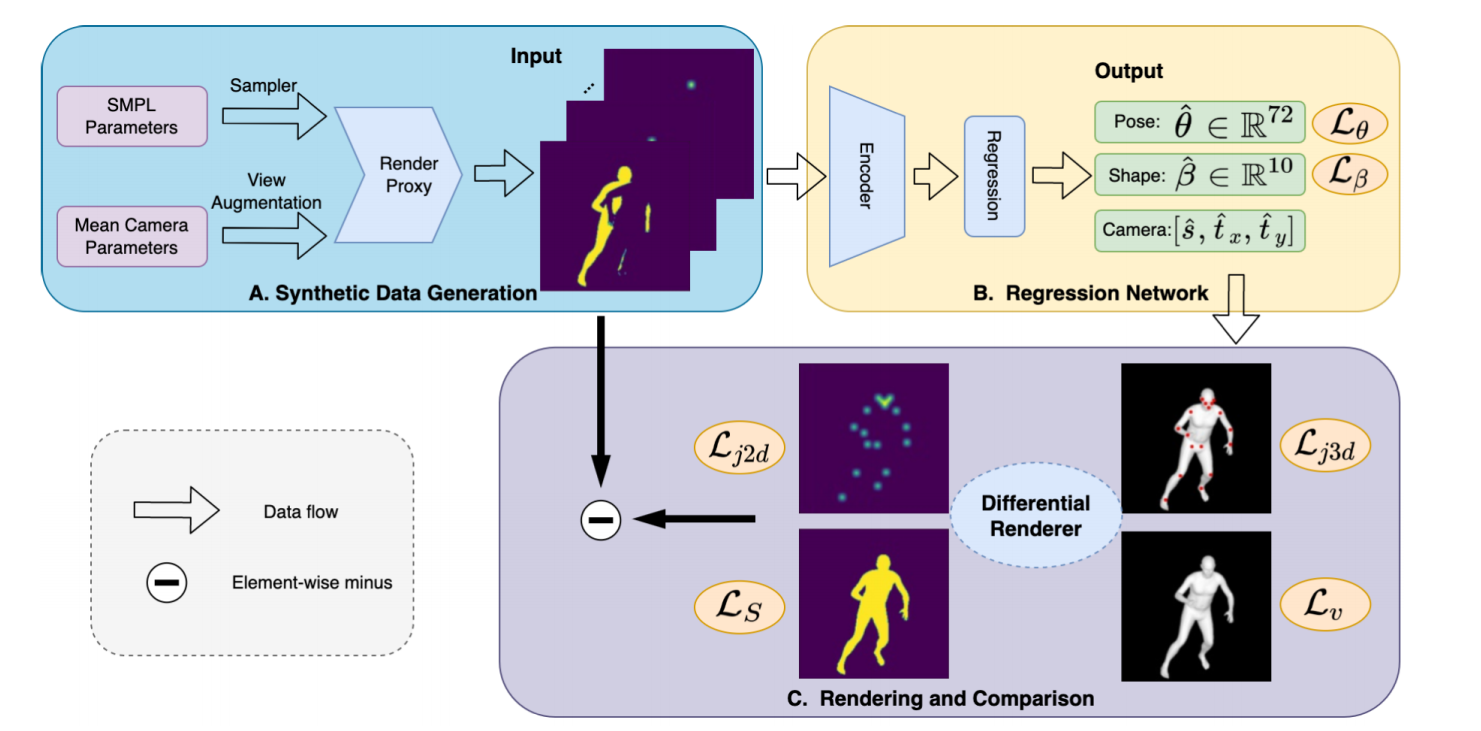 Input
SMPL
Parameters
Sampler
Render
Proxy
View
Augmentation
Mean Camera
Parameters
A. Synthetic Data Generation
Output
Encoder
Regression
Pose: $\hat{\theta} \in \mathbb{R}^{72}$
$\mathcal{L}_{\theta}$
Shape: $\hat{\beta} \in \mathbb{R}^{10}$
$\mathcal{L}_{\beta}$
Camera: $[\hat{s}, \hat{t}_x, \hat{t}_y]$
B. Regression Network
$\mathcal{L}_{j2d}$
$\mathcal{L}_{j3d}$
Differential
Renderer
$\mathcal{L}_{S}$
$\mathcal{L}_{v}$
C. Rendering and Comparison
Data flow
Element-wise minus